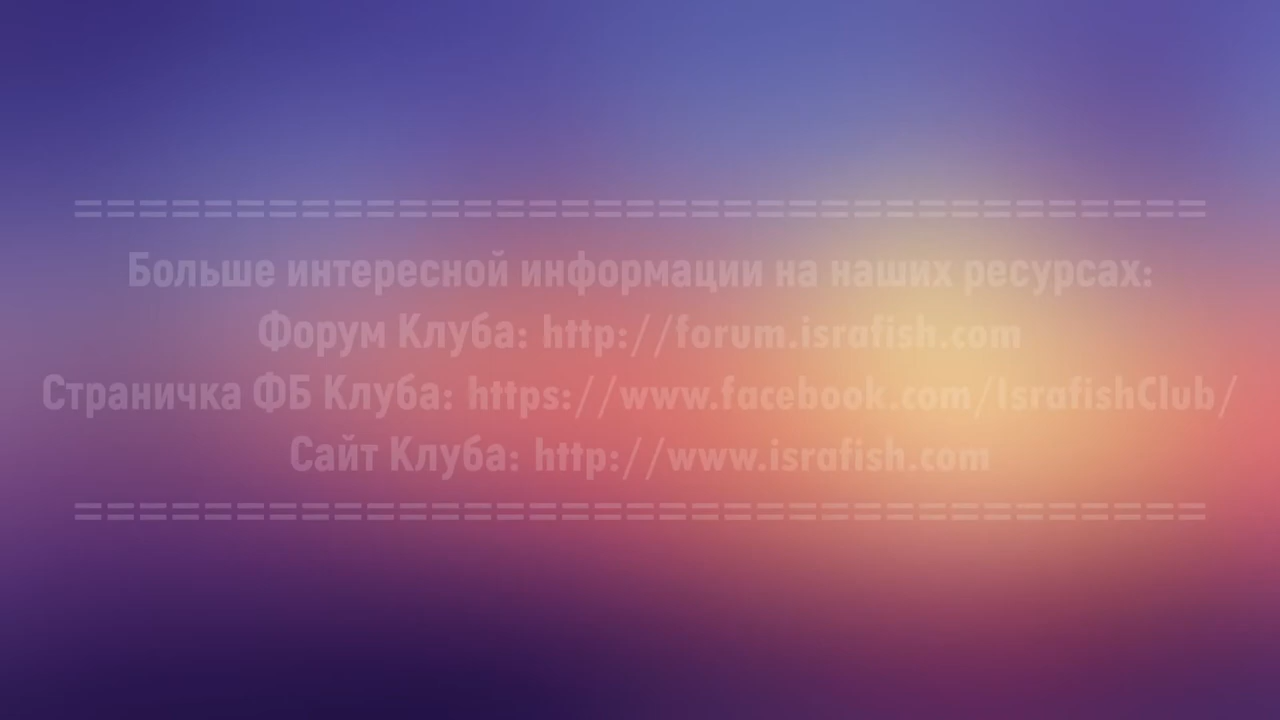 ===================================
Больше интересной информации на наших ресурсах:
Форум Клуба: http://forum.israfish.com
Страничка ФБ Клуба: https://www.facebook.com/IsrafishClub/
Сайт Клуба: http://www.israfish.com
===================================